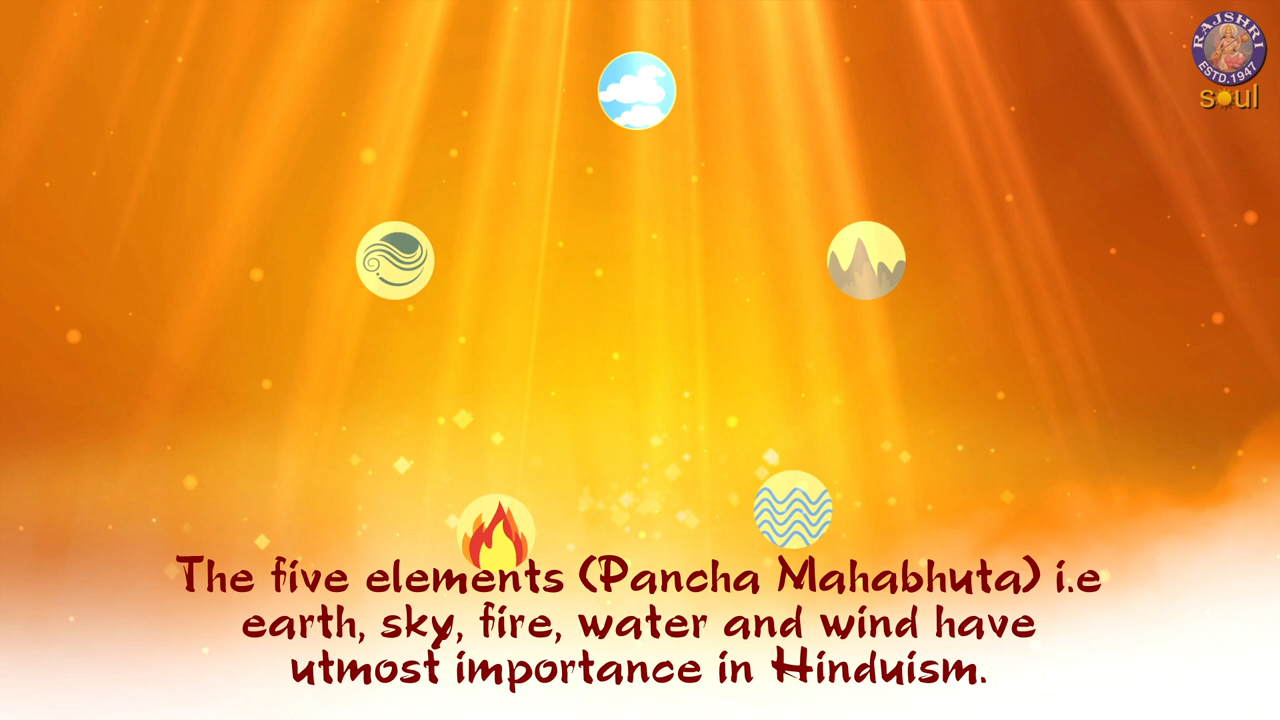 RAJSHRI
ESTD.1947
soul
The five elements (Pancha Mahabhuta) i.e
earth, sky, fire, water and wind have
utmost importance in Hinduism.